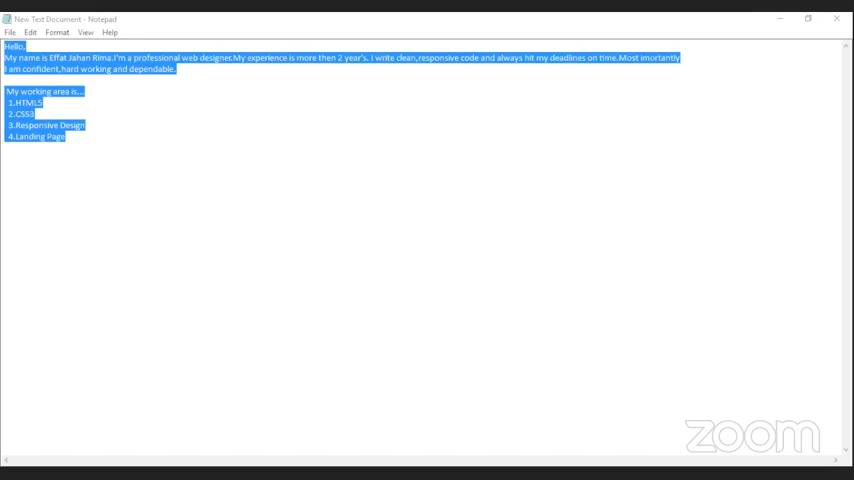 New Text Document - Notepad
File Edit Format View Help
Hello,
My name is Effat Jahan Rima.I'm a professional web designer.My experience is more then 2 year's. I write clean,responsive code and always hit my deadlines on time.Most imortantly
I am confident,hard working and dependable.
My working area is...
1.HTML5
2.CSS3
3.Responsive Design
4.Landing Page
zoom